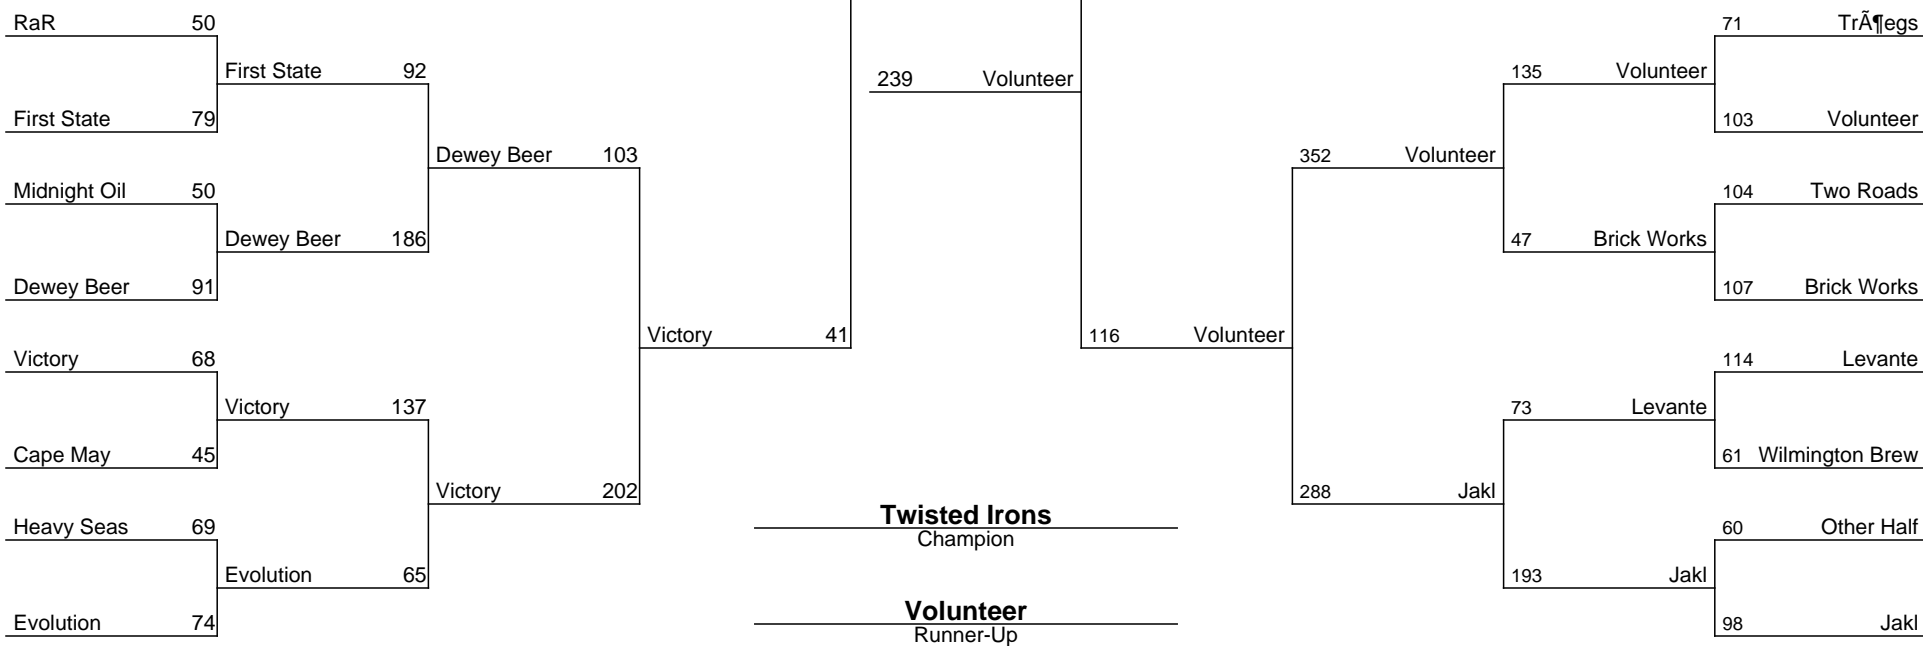 RaR 50
First State 79
Midnight Oil 50
Dewey Beer 91
Victory 68
Cape May 45
Heavy Seas 69
Evolution 74
First State 92
Dewey Beer 186
Victory 137
Evolution 65
Dewey Beer 103
Victory 202
Victory 41
239 Volunteer
116 Volunteer
352 Volunteer
288 Jakl
135 Volunteer
47 Brick Works
73 Levante
193 Jakl
71 TrÃ¶egs
103 Volunteer
104 Two Roads
107 Brick Works
114 Levante
61 Wilmington Brew
60 Other Half
98 Jakl
Twisted Irons
Champion
Volunteer
Runner-Up